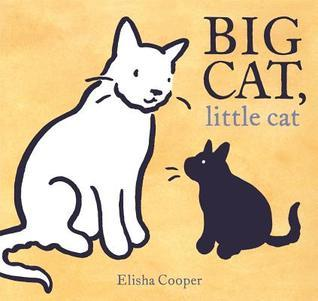 BIG
CAT,
little cat
Elisha Cooper